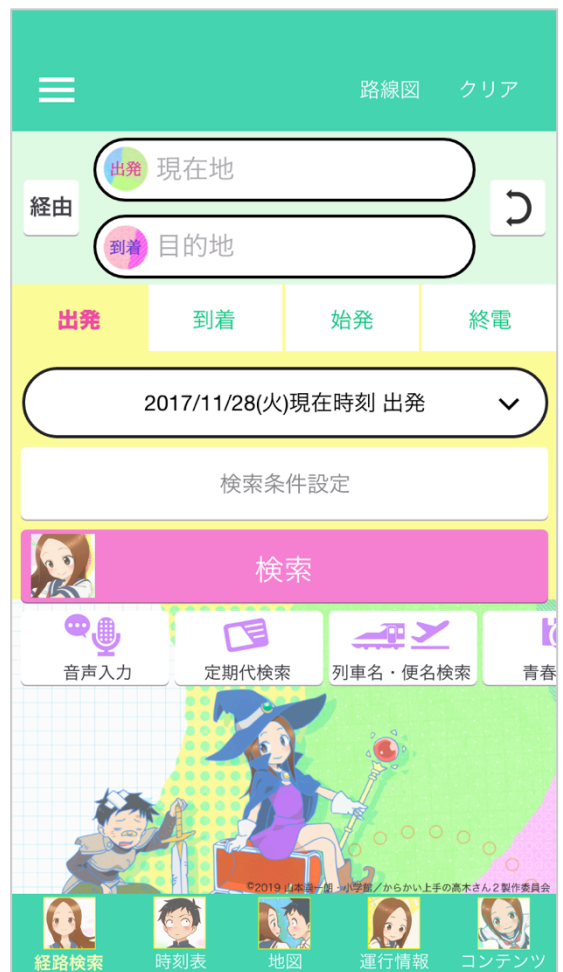 路線図 クリア
出発 現在地
経由
到着 目的地
出発 到着 始発 終電
2017/11/28(火)現在時刻 出発
検索条件設定
検索
音声入力 定期代検索 列車名・便名検索 青春
©2019 山本崇一朗・小学館/からかい上手の高木さん2製作委員会
経路検索 時刻表 地図 運行情報 コンテンツ